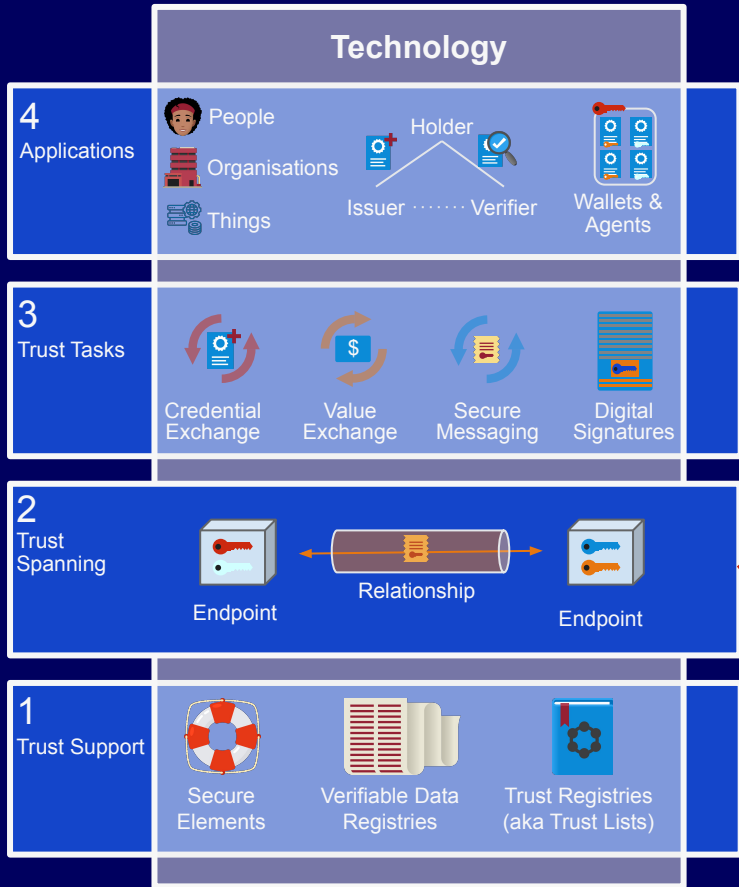 Technology
4
Applications
People
Organisations
Things
Holder
Issuer ······· Verifier
Wallets &
Agents
3
Trust Tasks
$
Credential
Exchange
Value
Exchange
Secure
Messaging
Digital
Signatures
2
Trust
Spanning
Endpoint
Relationship
Endpoint
1
Trust Support
Secure
Elements
Verifiable Data
Registries
Trust Registries
(aka Trust Lists)